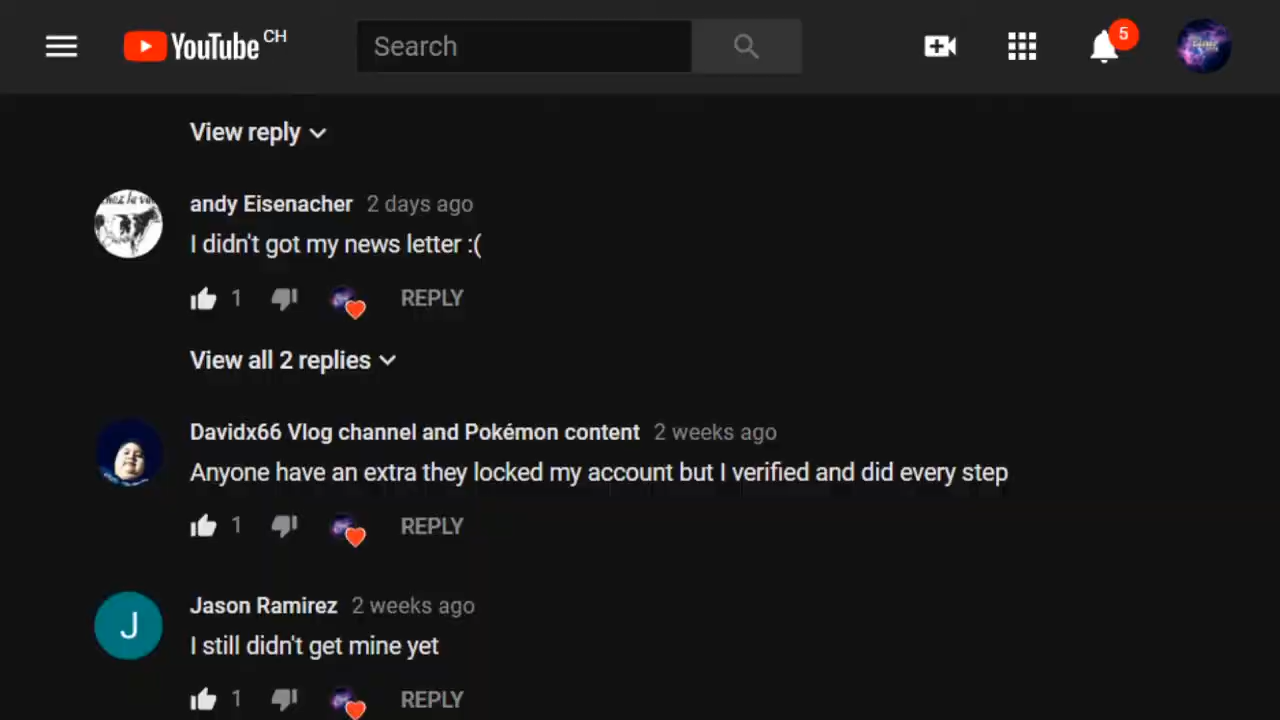 YouTube CH
Search
5
View reply
andy Eisenacher 2 days ago
I didn't got my news letter :(
1 REPLY
View all 2 replies
Davidx66 Vlog channel and Pokémon content 2 weeks ago
Anyone have an extra they locked my account but I verified and did every step
1 REPLY
J
Jason Ramirez 2 weeks ago
I still didn't get mine yet
1 REPLY